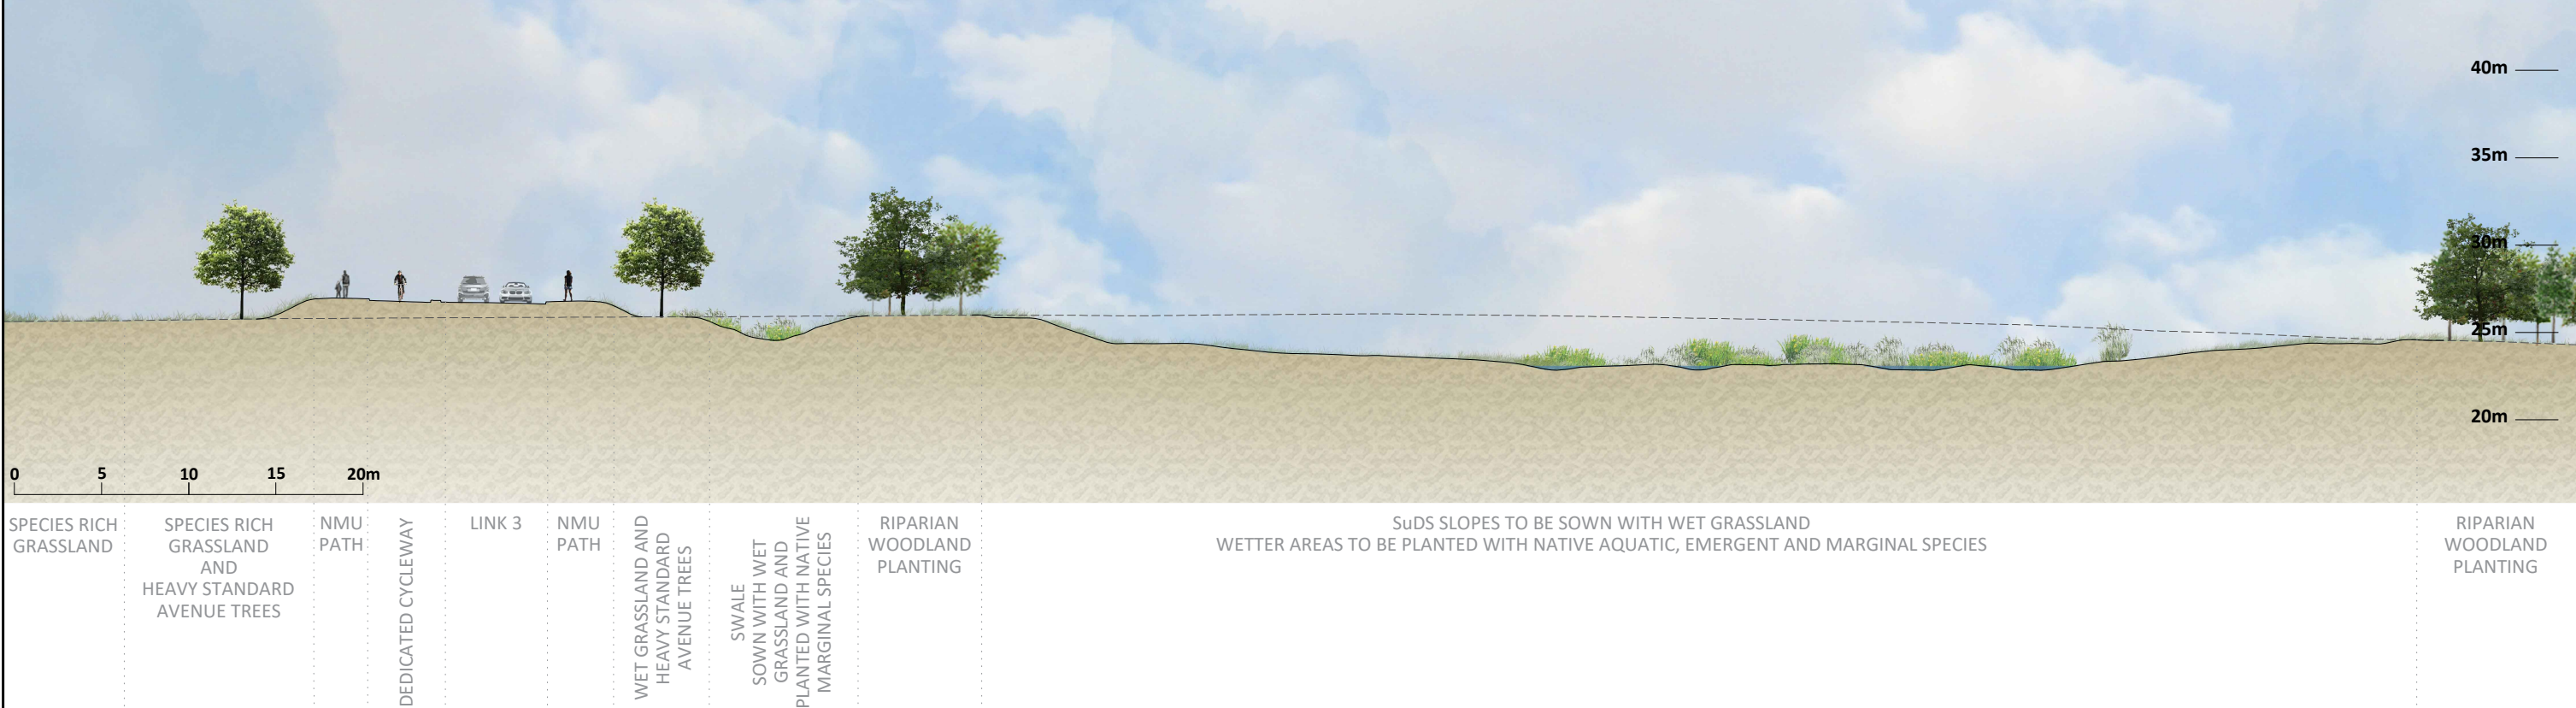 40m
35m
30m
25m
20m
0 5 10 15 20m
SPECIES RICH
GRASSLAND
SPECIES RICH
GRASSLAND
AND
HEAVY STANDARD
AVENUE TREES
NMU
PATH
DEDICATED CYCLEWAY
LINK 3
NMU
PATH
WET GRASSLAND AND
HEAVY STANDARD
AVENUE TREES
SWALE
SOWN WITH WET
GRASSLAND AND
PLANTED WITH NATIVE
MARGINAL SPECIES
RIPARIAN
WOODLAND
PLANTING
SuDS SLOPES TO BE SOWN WITH WET GRASSLAND
WETTER AREAS TO BE PLANTED WITH NATIVE AQUATIC, EMERGENT AND MARGINAL SPECIES
RIPARIAN
WOODLAND
PLANTING